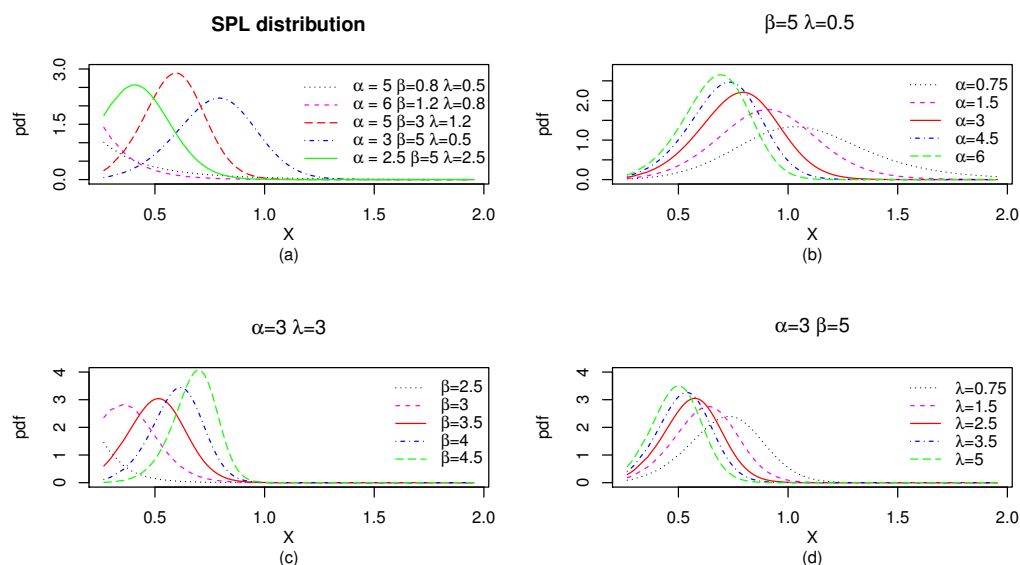 SPL distribution
pdf
0.0
1.5
3.0
α = 5 β=0.8 λ=0.5
α = 6 β=1.2 λ=0.8
α = 5 β=3 λ=1.2
α = 3 β=5 λ=0.5
α = 2.5 β=5 λ=2.5
0.5 1.0 1.5 2.0
X
(a)
β=5 λ=0.5
pdf
0.0
1.0
2.0
α=0.75
α=1.5
α=3
α=4.5
α=6
0.5 1.0 1.5 2.0
X
(b)
α=3 λ=3
pdf
0
1
2
3
4
β=2.5
β=3
β=3.5
β=4
β=4.5
0.5 1.0 1.5 2.0
X
(c)
α=3 β=5
pdf
0
1
2
3
4
λ=0.75
λ=1.5
λ=2.5
λ=3.5
λ=5
0.5 1.0 1.5 2.0
X
(d)